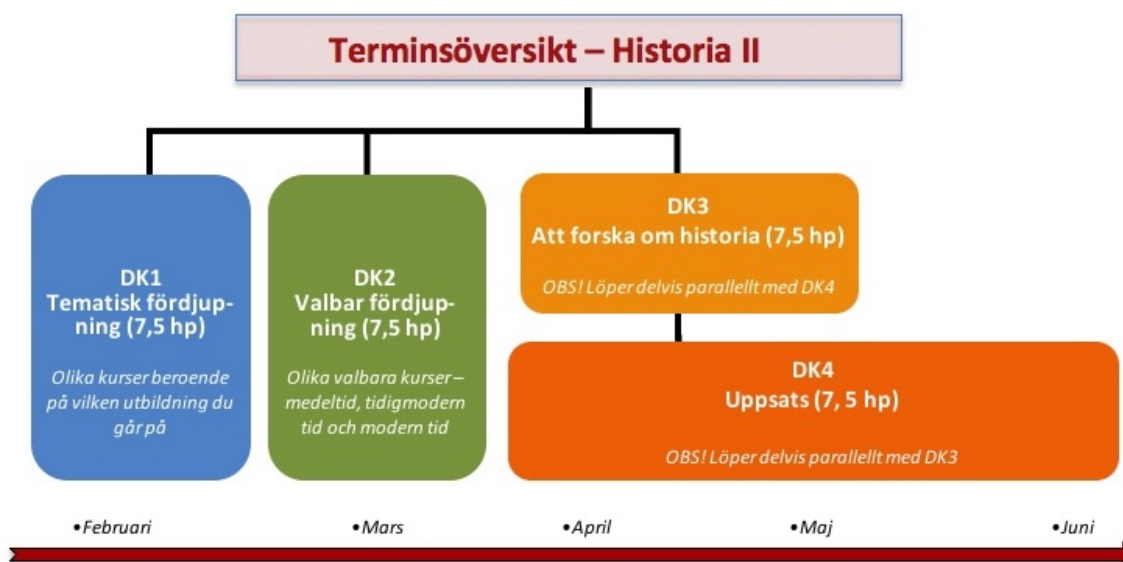 Terminsöversikt – Historia II
DK1
Tematisk fördjup-
ning (7,5 hp)
Olika kurser beroende
på vilken utbildning du
går på
DK2
Valbar fördjup-
ning (7,5 hp)
Olika valbara kurser –
medeltid, tidigmodern
tid och modern tid
DK3
Att forska om historia (7,5 hp)
OBS! Löper delvis parallellt med DK4
DK4
Uppsats (7, 5 hp)
OBS! Löper delvis parallellt med DK3
•Februari
•Mars
•April
•Maj
•Juni